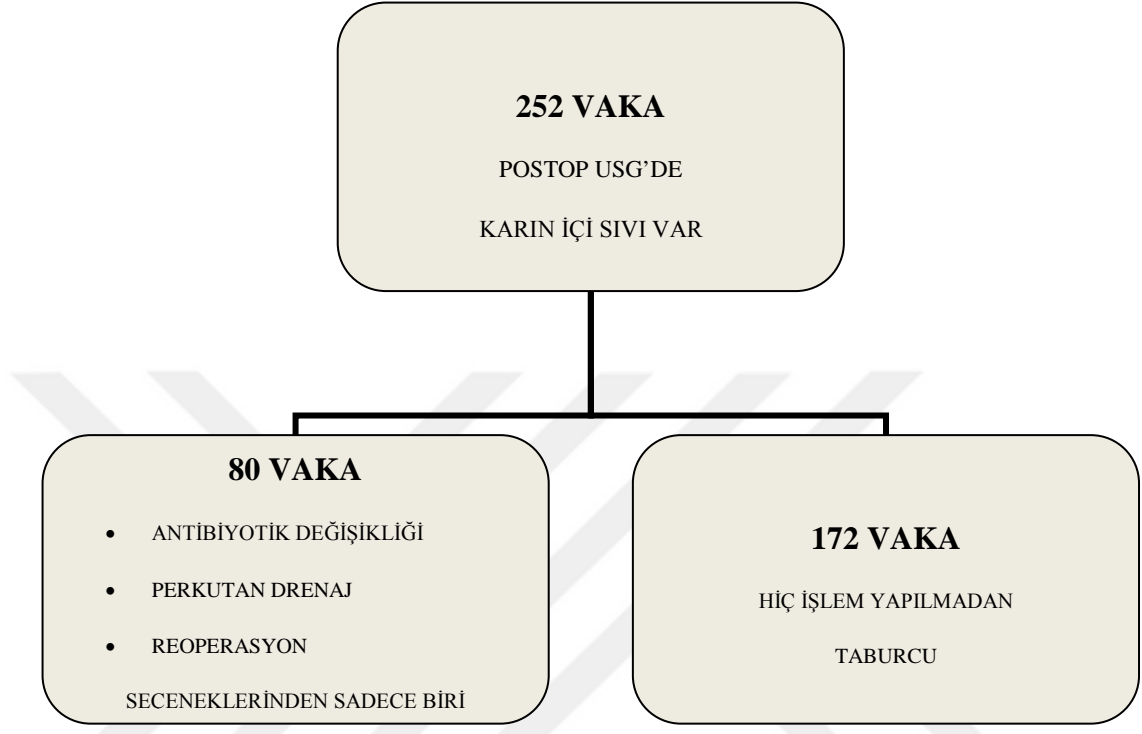 252 VAKA
POSTOP USG’DE
KARIN İÇİ SIVI VAR
80 VAKA
• ANTİBİYOTİK DEĞİŞİKLİĞİ
• PERKUTAN DRENAJ
• REOPERASYON
SECENEKLERİNDEN SADECE BİRİ
172 VAKA
HİÇ İŞLEM YAPILMADAN
TABURCU